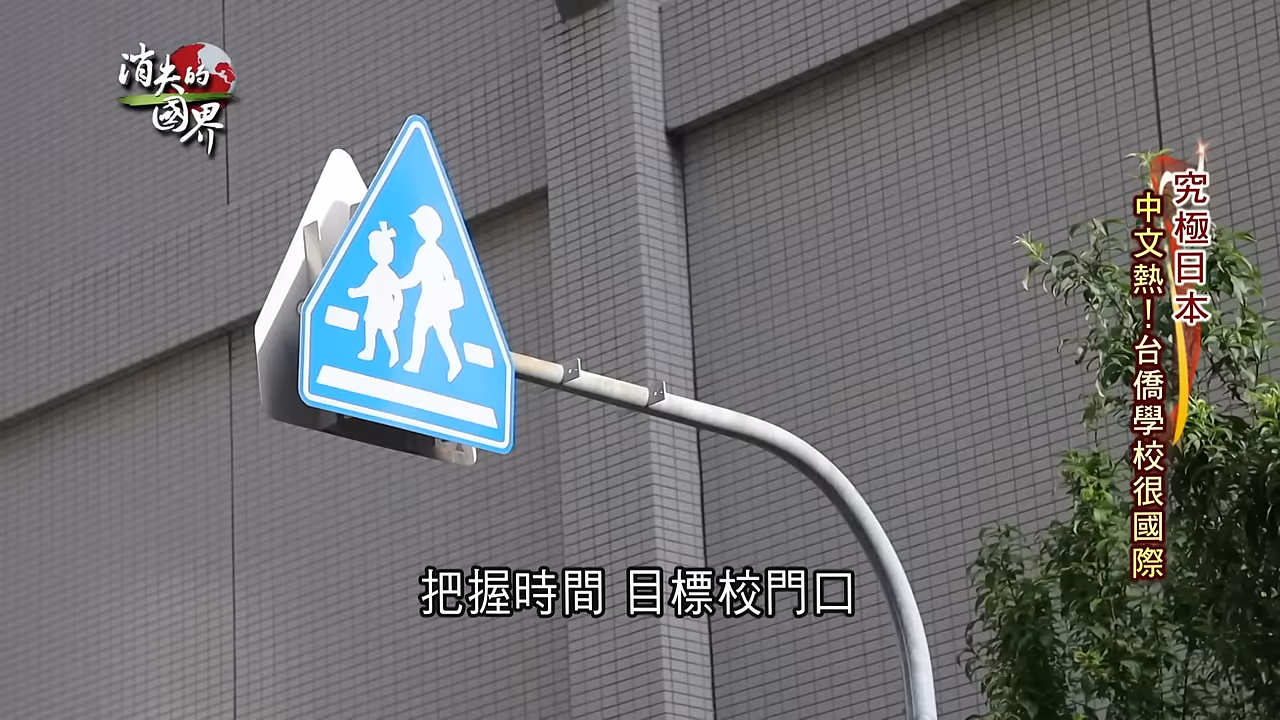 消失的
國界
究極日本
中文熱！台僑學校很國際
把握時間 目標校門口